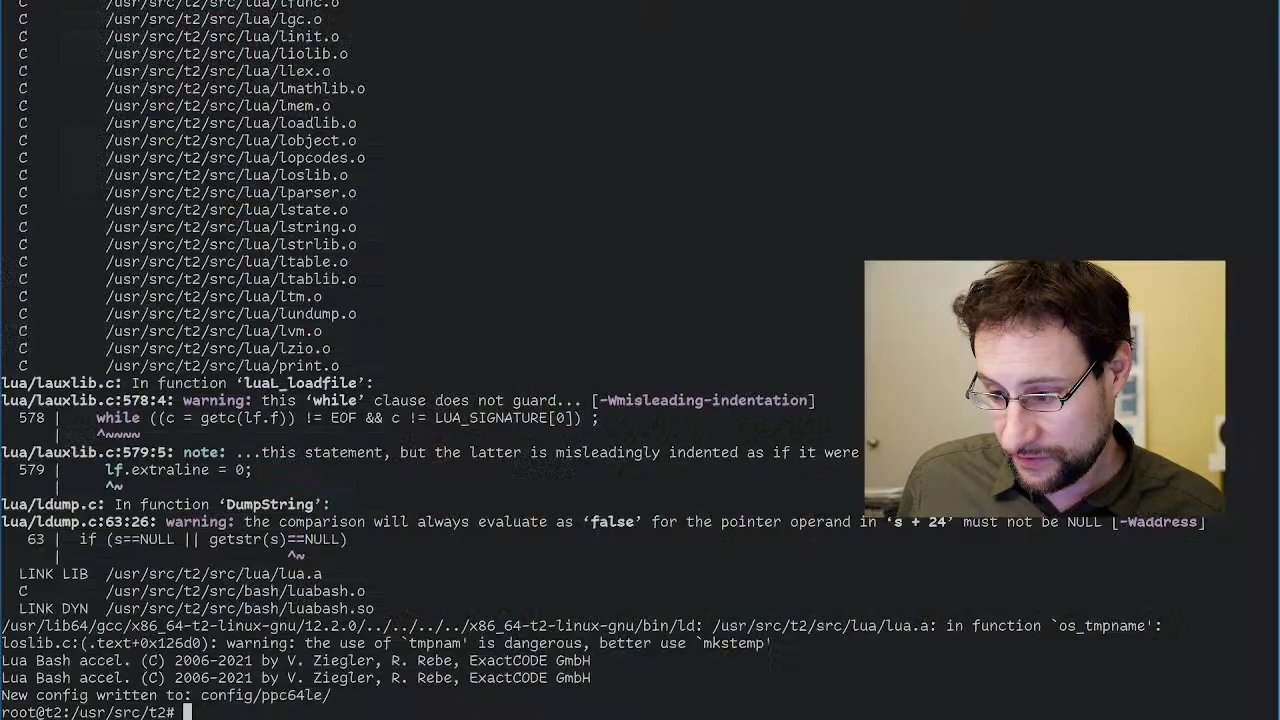 C /usr/src/t2/src/lua/lfunc.o
C /usr/src/t2/src/lua/lgc.o
C /usr/src/t2/src/lua/linit.o
C /usr/src/t2/src/lua/liolib.o
C /usr/src/t2/src/lua/llex.o
C /usr/src/t2/src/lua/lmathlib.o
C /usr/src/t2/src/lua/lmem.o
C /usr/src/t2/src/lua/loadlib.o
C /usr/src/t2/src/lua/lobject.o
C /usr/src/t2/src/lua/lopcodes.o
C /usr/src/t2/src/lua/loslib.o
C /usr/src/t2/src/lua/lparser.o
C /usr/src/t2/src/lua/lstate.o
C /usr/src/t2/src/lua/lstring.o
C /usr/src/t2/src/lua/lstrlib.o
C /usr/src/t2/src/lua/ltable.o
C /usr/src/t2/src/lua/ltablib.o
C /usr/src/t2/src/lua/ltm.o
C /usr/src/t2/src/lua/lundump.o
C /usr/src/t2/src/lua/lvm.o
C /usr/src/t2/src/lua/lzio.o
C /usr/src/t2/src/lua/print.o
lua/lauxlib.c: In function ‘luaL_loadfile’:
lua/lauxlib.c:578:4: warning: this ‘while’ clause does not guard... [-Wmisleading-indentation]
578 | while ((c = getc(lf.f)) != EOF && c != LUA_SIGNATURE[0]) ;
| ^~~~~
lua/lauxlib.c:579:5: note: ...this statement, but the latter is misleadingly indented as if it were
579 | lf.extraline = 0;
| ^~
lua/ldump.c: In function ‘DumpString’:
lua/ldump.c:63:26: warning: the comparison will always evaluate as ‘false’ for the pointer operand in ‘s + 24’ must not be NULL [-Waddress]
63 | if (s==NULL || getstr(s)==NULL)
| ^~
LINK LIB /usr/src/t2/src/lua/lua.a
C /usr/src/t2/src/bash/luabash.o
LINK DYN /usr/src/t2/src/bash/luabash.so
/usr/lib64/gcc/x86_64-t2-linux-gnu/12.2.0/../../../../x86_64-t2-linux-gnu/bin/ld: /usr/src/t2/src/lua/lua.a: in function `os_tmpname':
loslib.c:(.text+0x126d0): warning: the use of `tmpnam' is dangerous, better use `mkstemp'
Lua Bash accel. (C) 2006-2021 by V. Ziegler, R. Rebe, ExactCODE GmbH
Lua Bash accel. (C) 2006-2021 by V. Ziegler, R. Rebe, ExactCODE GmbH
New config written to: config/ppc64le/
root@t2:/usr/src/t2#